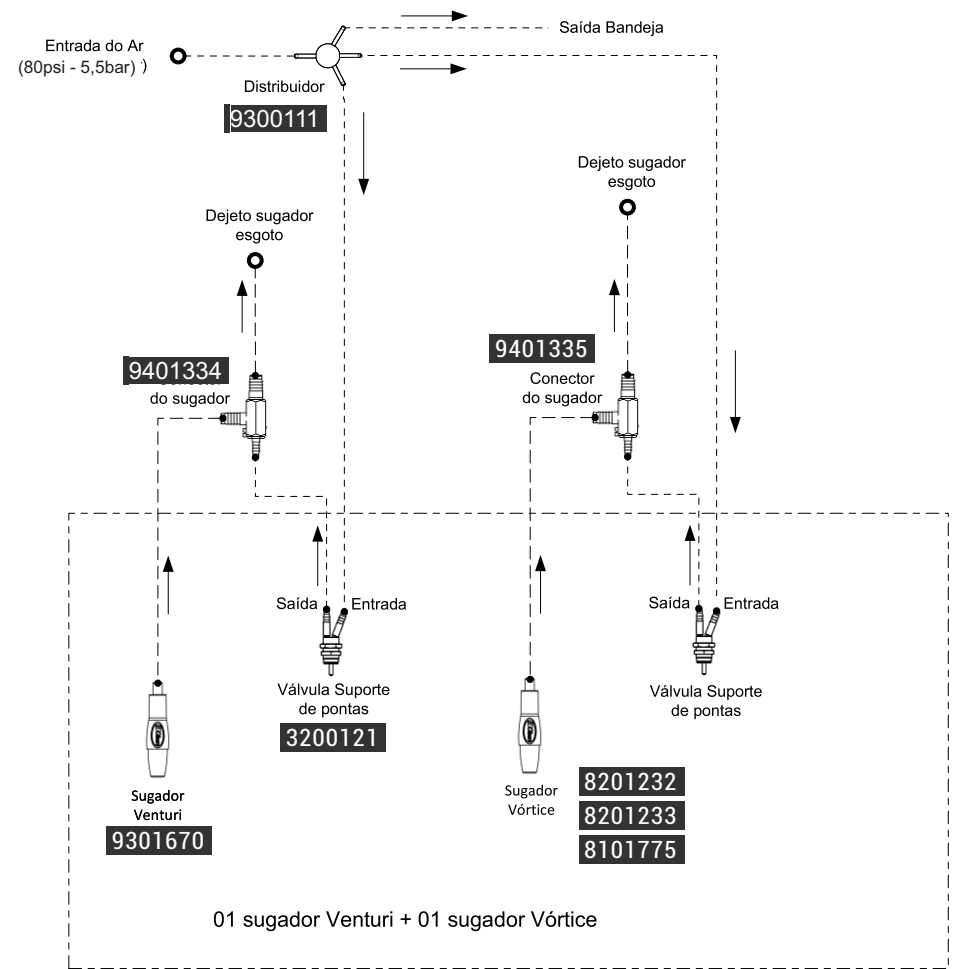 Saída Bandeja
Entrada do Ar
(80psi - 5,5bar)
Distribuidor
9300111
Dejeto sugador
esgoto
Dejeto sugador
esgoto
9401334
do sugador
9401335
Conector
do sugador
Saída
Entrada
Saída
Entrada
Válvula Suporte
de pontas
3200121
Válvula Suporte
de pontas
Sugador
Venturi
9301670
Sugador
Vórtice
8201232
8201233
8101775
01 sugador Venturi + 01 sugador Vórtice